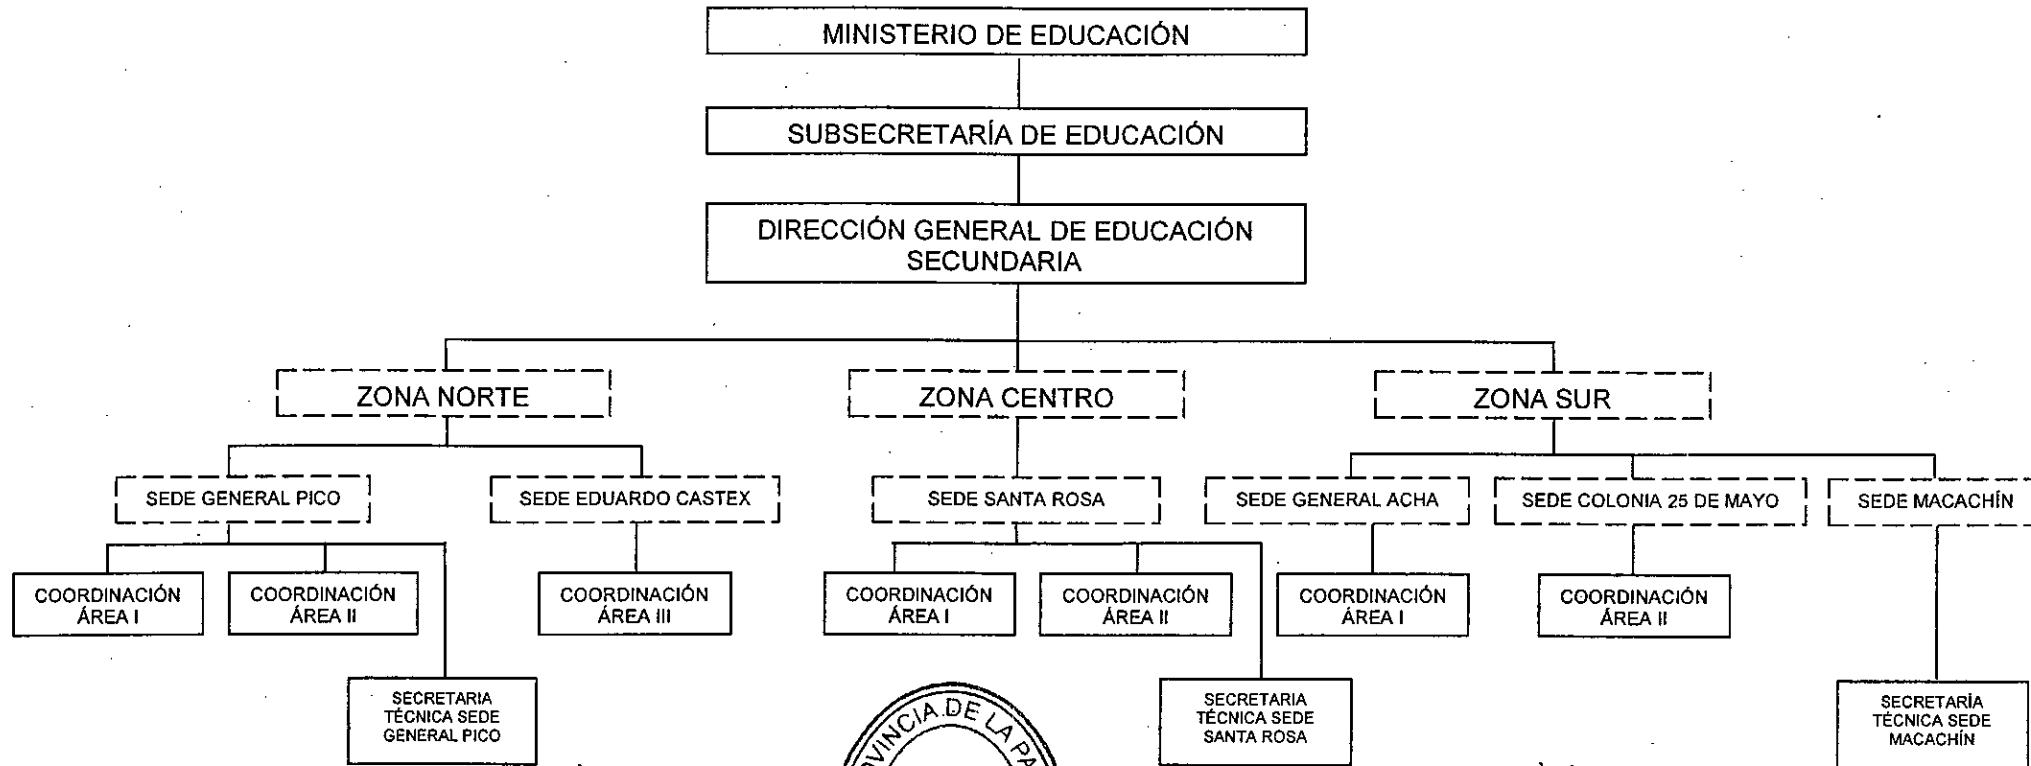 MINISTERIO DE EDUCACIÓN
SUBSECRETARÍA DE EDUCACIÓN
DIRECCIÓN GENERAL DE EDUCACIÓN
SECUNDARIA
ZONA NORTE
ZONA CENTRO
ZONA SUR
SEDE GENERAL PICO
SEDE EDUARDO CASTEX
SEDE SANTA ROSA
SEDE GENERAL ACHA
SEDE COLONIA 25 DE MAYO
SEDE MACACHÍN
COORDINACIÓN
ÁREA I
COORDINACIÓN
ÁREA II
COORDINACIÓN
ÁREA III
COORDINACIÓN
ÁREA I
COORDINACIÓN
ÁREA II
COORDINACIÓN
ÁREA I
COORDINACIÓN
ÁREA II
SECRETARIA
TÉCNICA SEDE
GENERAL PICO
SECRETARIA
TÉCNICA SEDE
SANTA ROSA
SECRETARÍA
TÉCNICA SEDE
MACACHÍN
DE LA